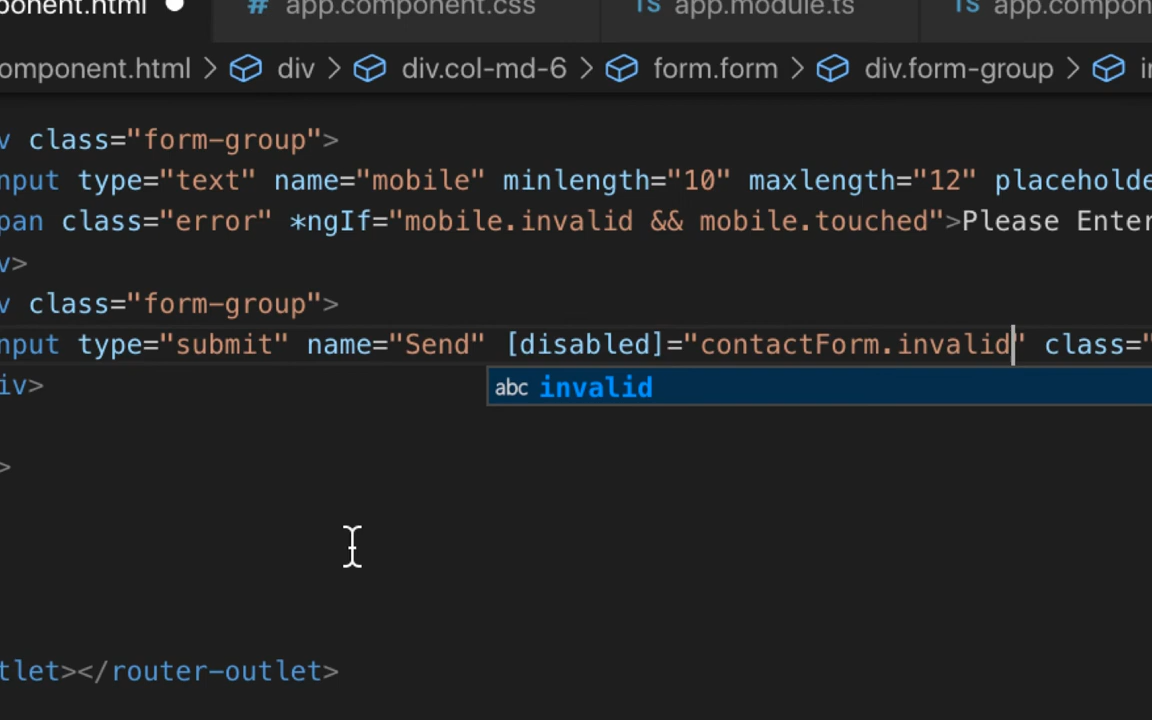 ponent.html # app.component.css TS app.module.ts TS app.compon
omponent.html > div > div.col-md-6 > form.form > div.form-group > in
v class="form-group">
nput type="text" name="mobile" minlength="10" maxlength="12" placeholde
pan class="error" *ngIf="mobile.invalid && mobile.touched">Please Enter
v>
v class="form-group">
nput type="submit" name="Send" [disabled]="contactForm.invalid" class="
iv>
abc invalid
>
tlet></router-outlet>